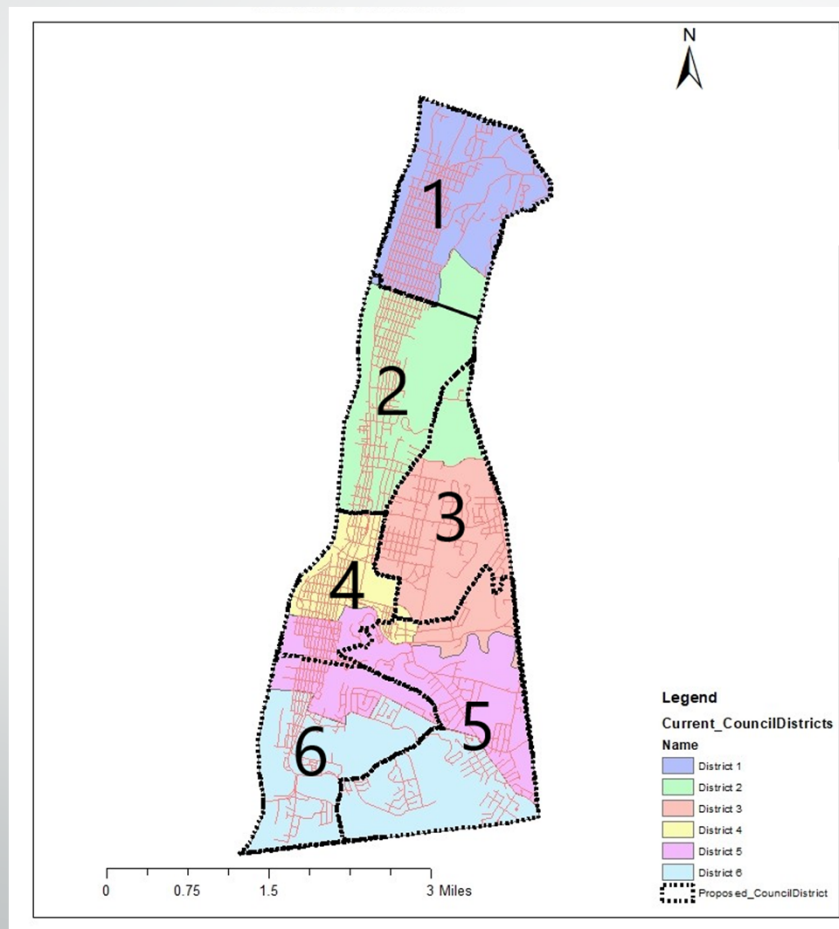 N
1
2
3
4
5
6
Legend
Current_CouncilDistricts
Name
District 1
District 2
District 3
District 4
District 5
District 6
Proposed_CouncilDistrict
0 0.75 1.5 3 Miles